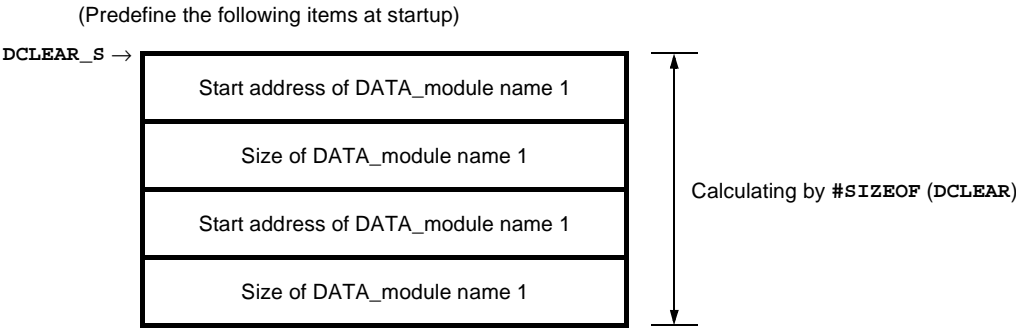 (Predefine the following items at startup)
DCLEAR_S →
Start address of DATA_module name 1
Size of DATA_module name 1
Calculating by #SIZEOF (DCLEAR)
Start address of DATA_module name 1
Size of DATA_module name 1